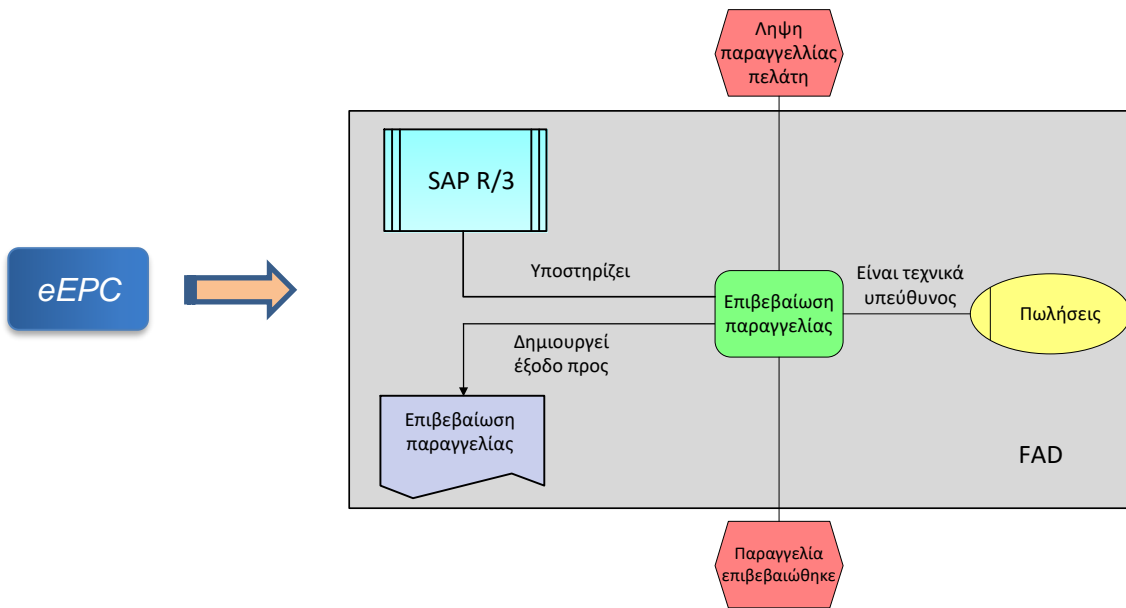 Ληψη
παραγγελλίας
πελάτη
SAP R/3
eEPC
Υποστηρίζει
Είναι τεχνικά
υπεύθυνος
Επιβεβαίωση
παραγγελίας
Πωλήσεις
Δημιουργεί
έξοδο προς
Επιβεβαίωση
παραγγελίας
FAD
Παραγγελία
επιβεβαιώθηκε